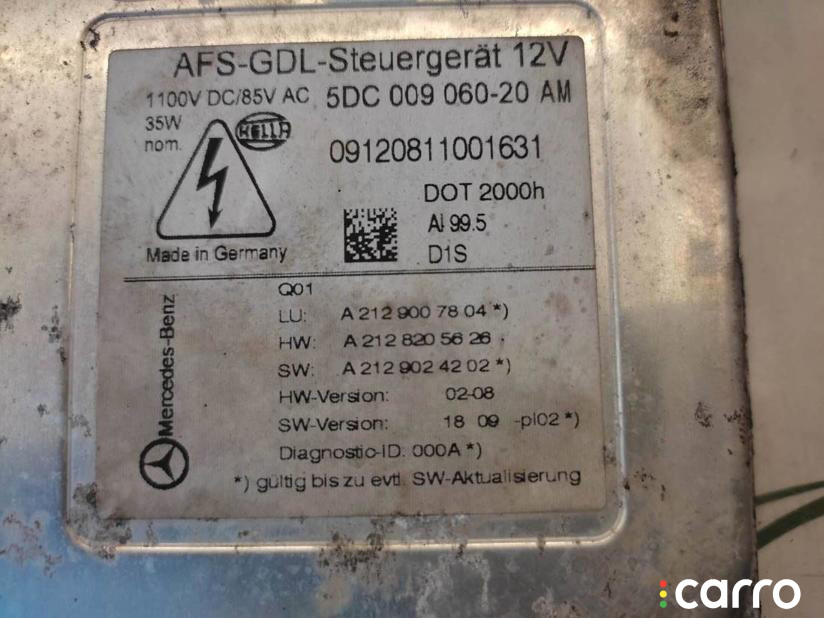 AFS-GDL-Steuergerät 12V
1100V DC/85V AC 5DC 009 060-20 AM
35W
nom.
HELLA
09120811001631
DOT 2000h
Al 99.5
Made in Germany D1S
Q01
LU: A 212 900 78 04 *)
HW: A 212 820 56 26
SW: A 212 902 42 02 *)
HW-Version: 02-08
SW-Version: 18 09 -pl02 *)
Diagnostic-ID: 000A *)
*) gültig bis zu evtl. SW-Aktualisierung
Mercedes-Benz
carro